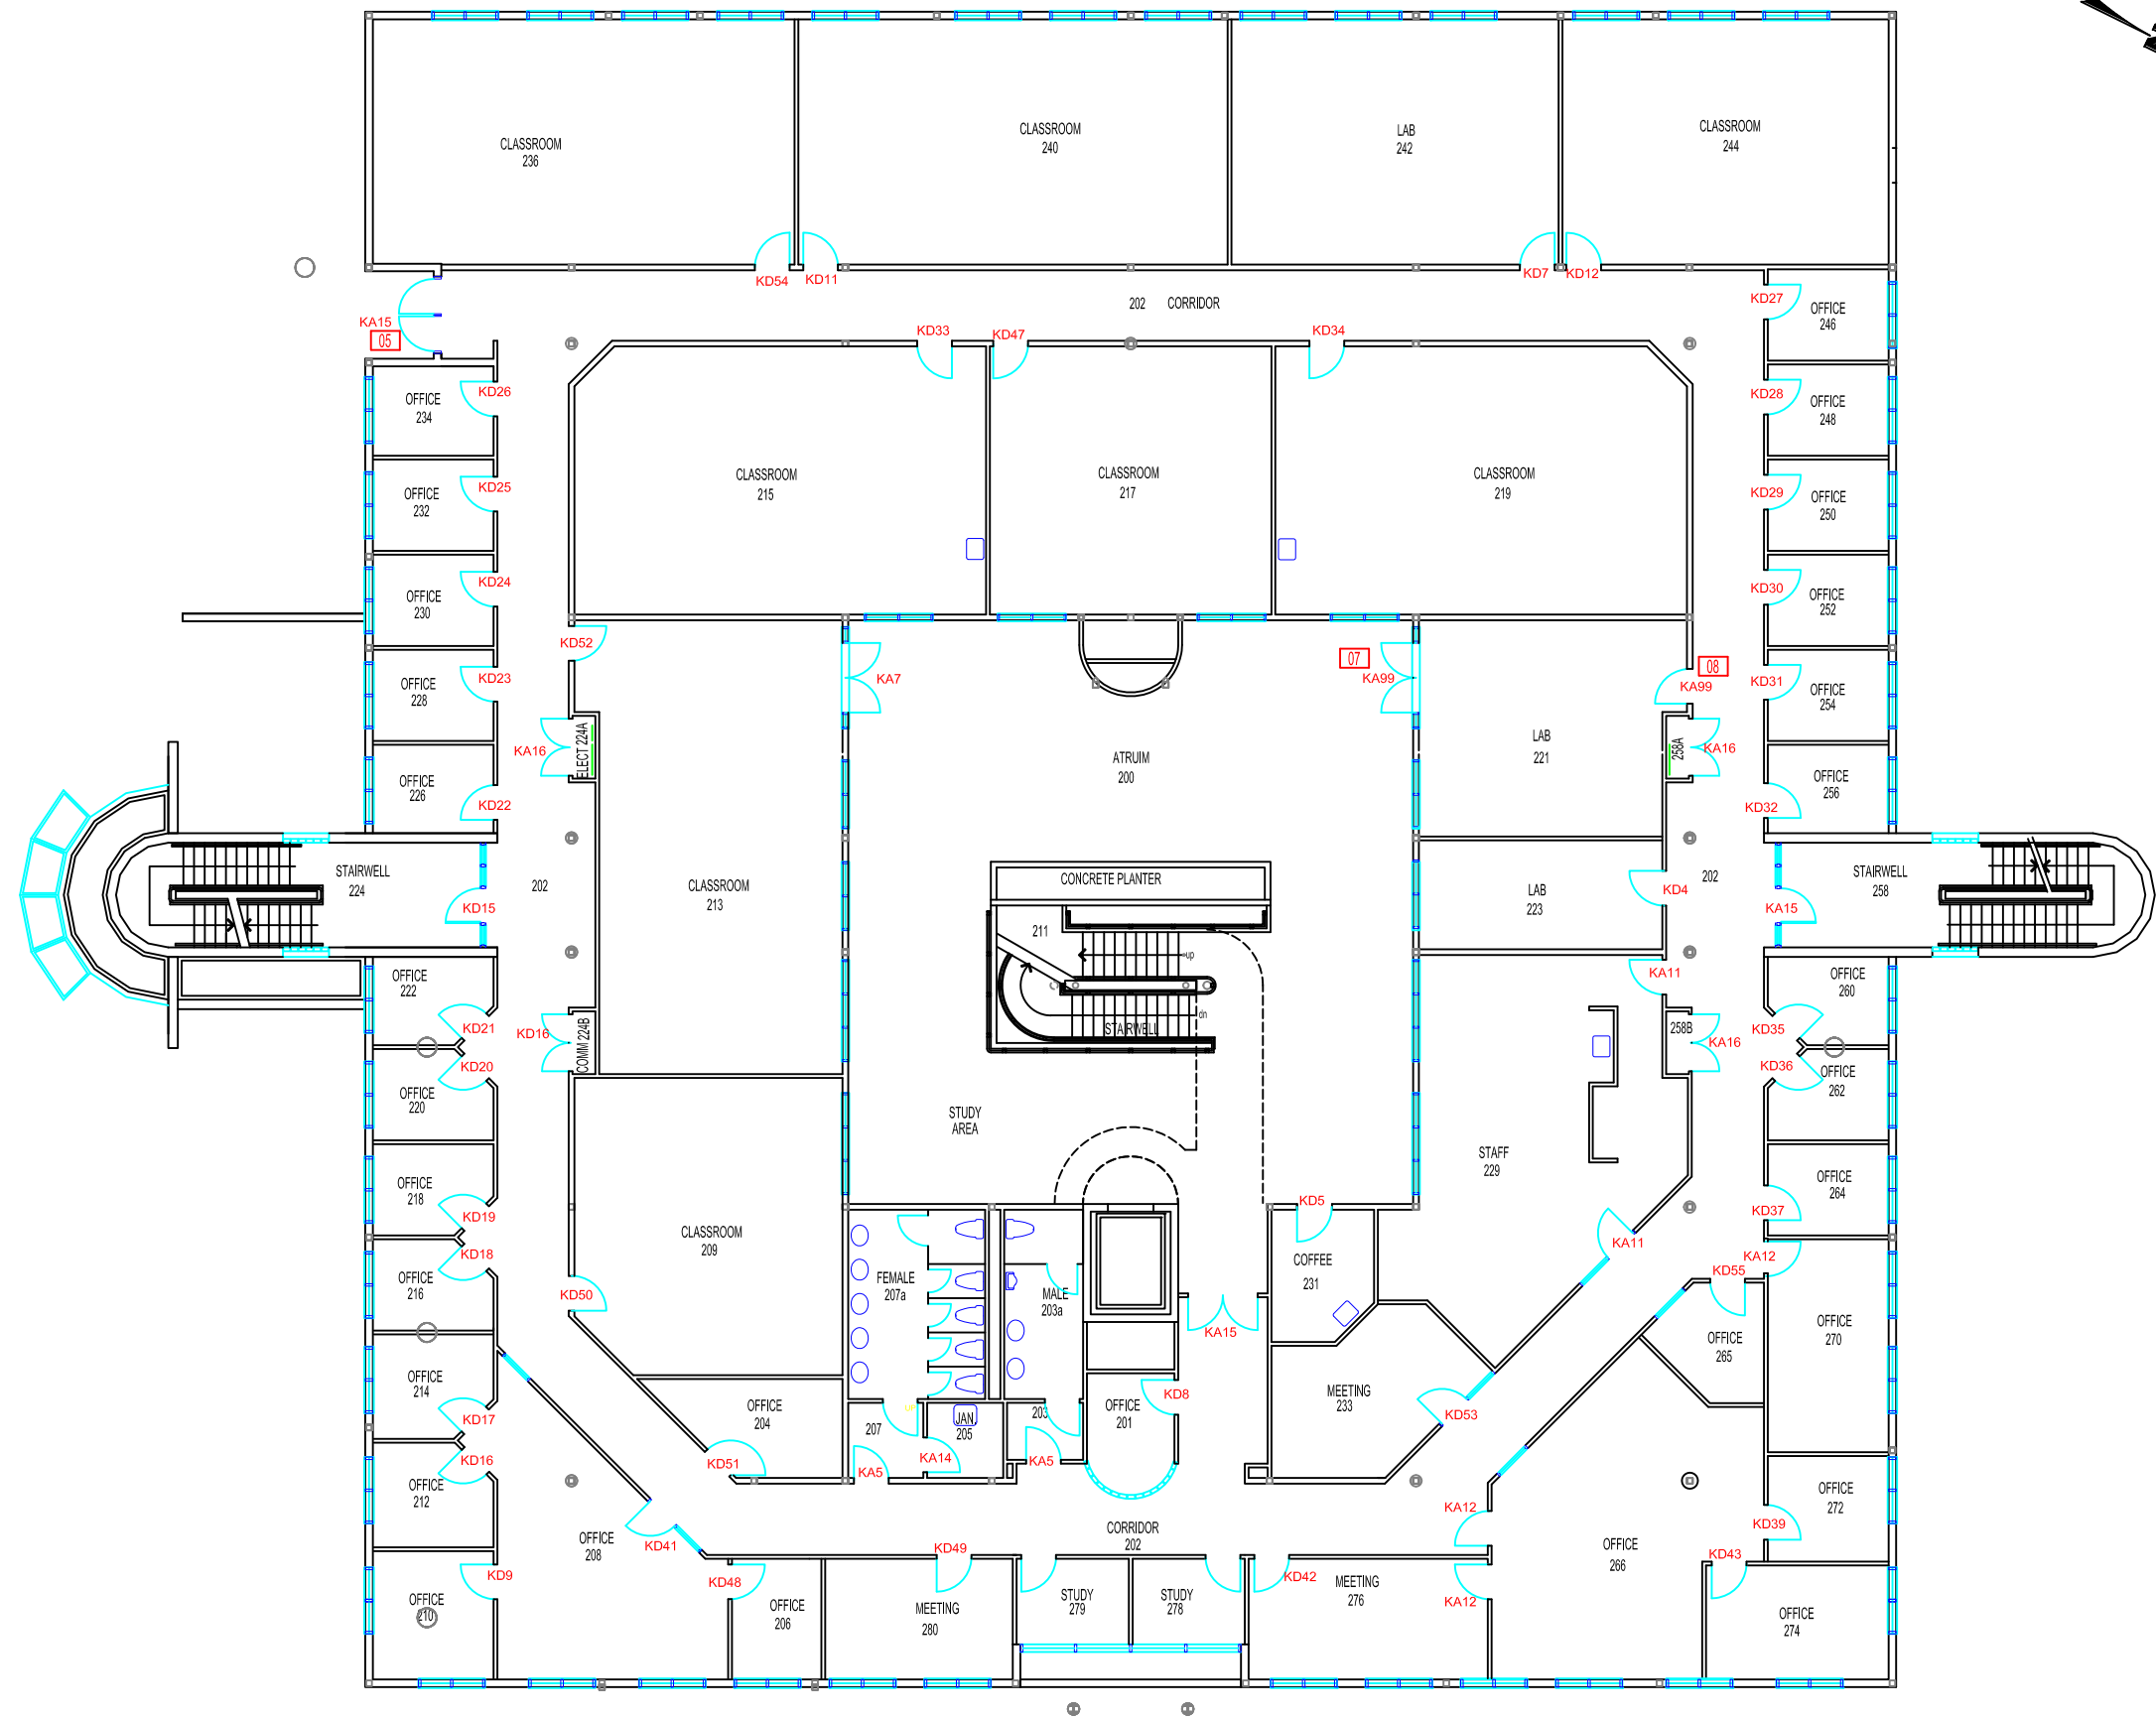 CLASSROOM
236
CLASSROOM
240
LAB
242
CLASSROOM
244
KD54
KD11
KD7
KD12
KA15
05
202 CORRIDOR
KD27
OFFICE
246
KD33
KD47
KD34
KD26
OFFICE
234
KD28
OFFICE
248
KD25
OFFICE
232
CLASSROOM
215
CLASSROOM
217
CLASSROOM
219
KD29
OFFICE
250
KD24
OFFICE
230
KD30
OFFICE
252
KD52
KD23
OFFICE
228
KA7
07
KA99
08
KA99
KD31
OFFICE
254
KA16
ELECT 224A
ATRUIM
200
LAB
221
258A
KA16
OFFICE
226
KD22
KD32
OFFICE
256
STAIRWELL
224
KD15
202
CLASSROOM
213
CONCRETE PLANTER
LAB
223
KD4
202
KA15
STAIRWELL
258
211
up
dn
STAIRWELL
OFFICE
222
KD21
KD16
COMM 224B
KA11
258B
KA16
KD35
OFFICE
260
KD20
OFFICE
220
KD36
OFFICE
262
STUDY
AREA
STAFF
229
OFFICE
218
KD19
OFFICE
264
KD37
KD5
CLASSROOM
209
KD18
OFFICE
216
KD50
FEMALE
207a
MALE
203a
COFFEE
231
KA11
KA12
KD55
KA15
OFFICE
265
OFFICE
270
OFFICE
214
KD17
OFFICE
204
207
JAN.
205
203
OFFICE
201
KD8
MEETING
233
KD53
KD16
OFFICE
212
KD51
KA5
KA14
KA5
OFFICE
272
KD39
KA12
CORRIDOR
202
OFFICE
208
KD41
KD49
OFFICE
266
KD43
KD9
OFFICE
210
KD48
OFFICE
206
MEETING
280
STUDY
279
STUDY
278
KD42
MEETING
276
KA12
OFFICE
274